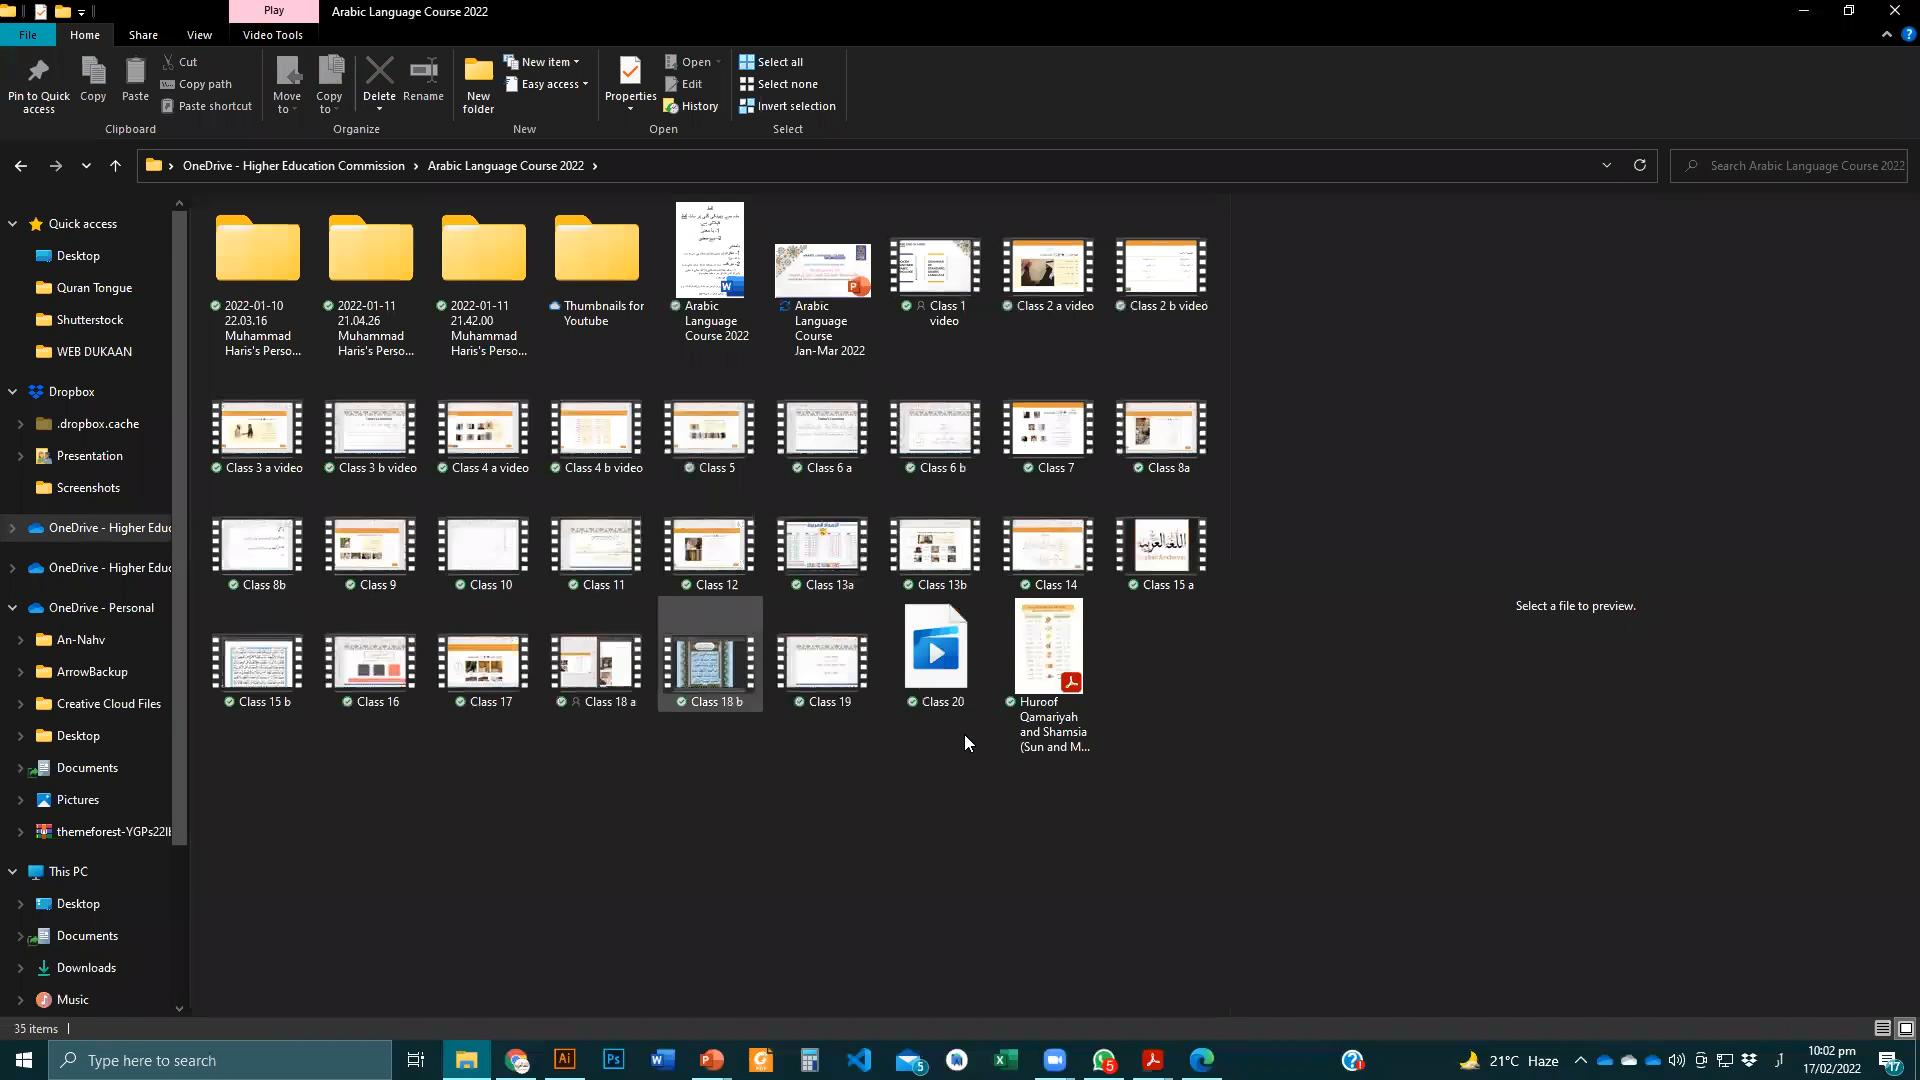 Play
Arabic Language Course 2022
File
Home
Share
View
Video Tools
Pin to Quick access
Copy
Paste
Cut
Copy path
Paste shortcut
Move to
Copy to
Delete
Rename
New folder
New item
Easy access
Properties
Open
Edit
History
Select all
Select none
Invert selection
Clipboard
Organize
New
Open
Select
OneDrive - Higher Education Commission
Arabic Language Course 2022
Search Arabic Language Course 2022
Quick access
Desktop
Quran Tongue
Shutterstock
WEB DUKAAN
Dropbox
.dropbox.cache
Presentation
Screenshots
OneDrive - Higher Educ
OneDrive - Higher Educ
OneDrive - Personal
An-Nahv
ArrowBackup
Creative Cloud Files
Desktop
Documents
Pictures
themeforest-YGPs22lt
This PC
Desktop
Documents
Downloads
Music
2022-01-10
22.03.16
Muhammad
Haris's Perso...
2022-01-11
21.04.26
Muhammad
Haris's Perso...
2022-01-11
21.42.00
Muhammad
Haris's Perso...
Thumbnails for
Youtube
Arabic
Language
Course 2022
Arabic
Language
Course
Jan-Mar 2022
Class 1
video
Class 2 a video
Class 2 b video
Class 3 a video
Class 3 b video
Class 4 a video
Class 4 b video
Class 5
Class 6 a
Class 6 b
Class 7
Class 8a
Class 8b
Class 9
Class 10
Class 11
Class 12
Class 13a
Class 13b
Class 14
Class 15 a
Class 15 b
Class 16
Class 17
Class 18 a
Class 18 b
Class 19
Class 20
Huroof
Qamariyah
and Shamsia
(Sun and M...
Select a file to preview.
35 items
Type here to search
5
5
21°C Haze
10:02 pm
17/02/2022
17